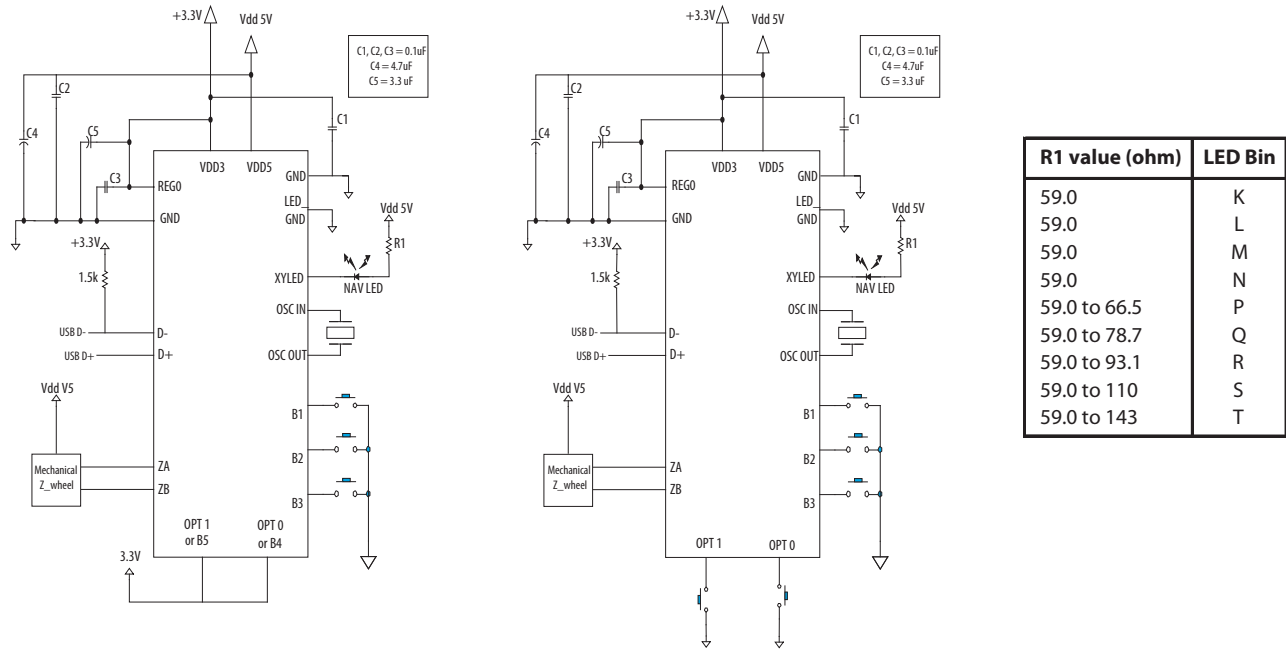 +3.3V
Vdd 5V
C1, C2, C3 = 0.1uF
C4 = 4.7uF
C5 = 3.3 uF
C2
C4
C5
C1
C3
VDD3
VDD5
REG0
GND
GND
LED_
GND
Vdd 5V
R1
+3.3V
1.5k
XYLED
NAV LED
OSC IN
USB D-
D-
USB D+
D+
OSC OUT
Vdd V5
B1
B2
B3
Mechanical
Z_wheel
ZA
ZB
OPT 1
or B5
OPT 0
or B4
3.3V
+3.3V
Vdd 5V
C1, C2, C3 = 0.1uF
C4 = 4.7uF
C5 = 3.3 uF
C2
C4
C5
C1
C3
VDD3
VDD5
REG0
GND
GND
LED_
GND
Vdd 5V
R1
+3.3V
1.5k
XYLED
NAV LED
OSC IN
USB D-
D-
USB D+
D+
OSC OUT
Vdd V5
B1
B2
B3
Mechanical
Z_wheel
ZA
ZB
OPT 1
OPT 0
R1 value (ohm) LED Bin
59.0 K
59.0 L
59.0 M
59.0 N
59.0 to 66.5 P
59.0 to 78.7 Q
59.0 to 93.1 R
59.0 to 110 S
59.0 to 143 T